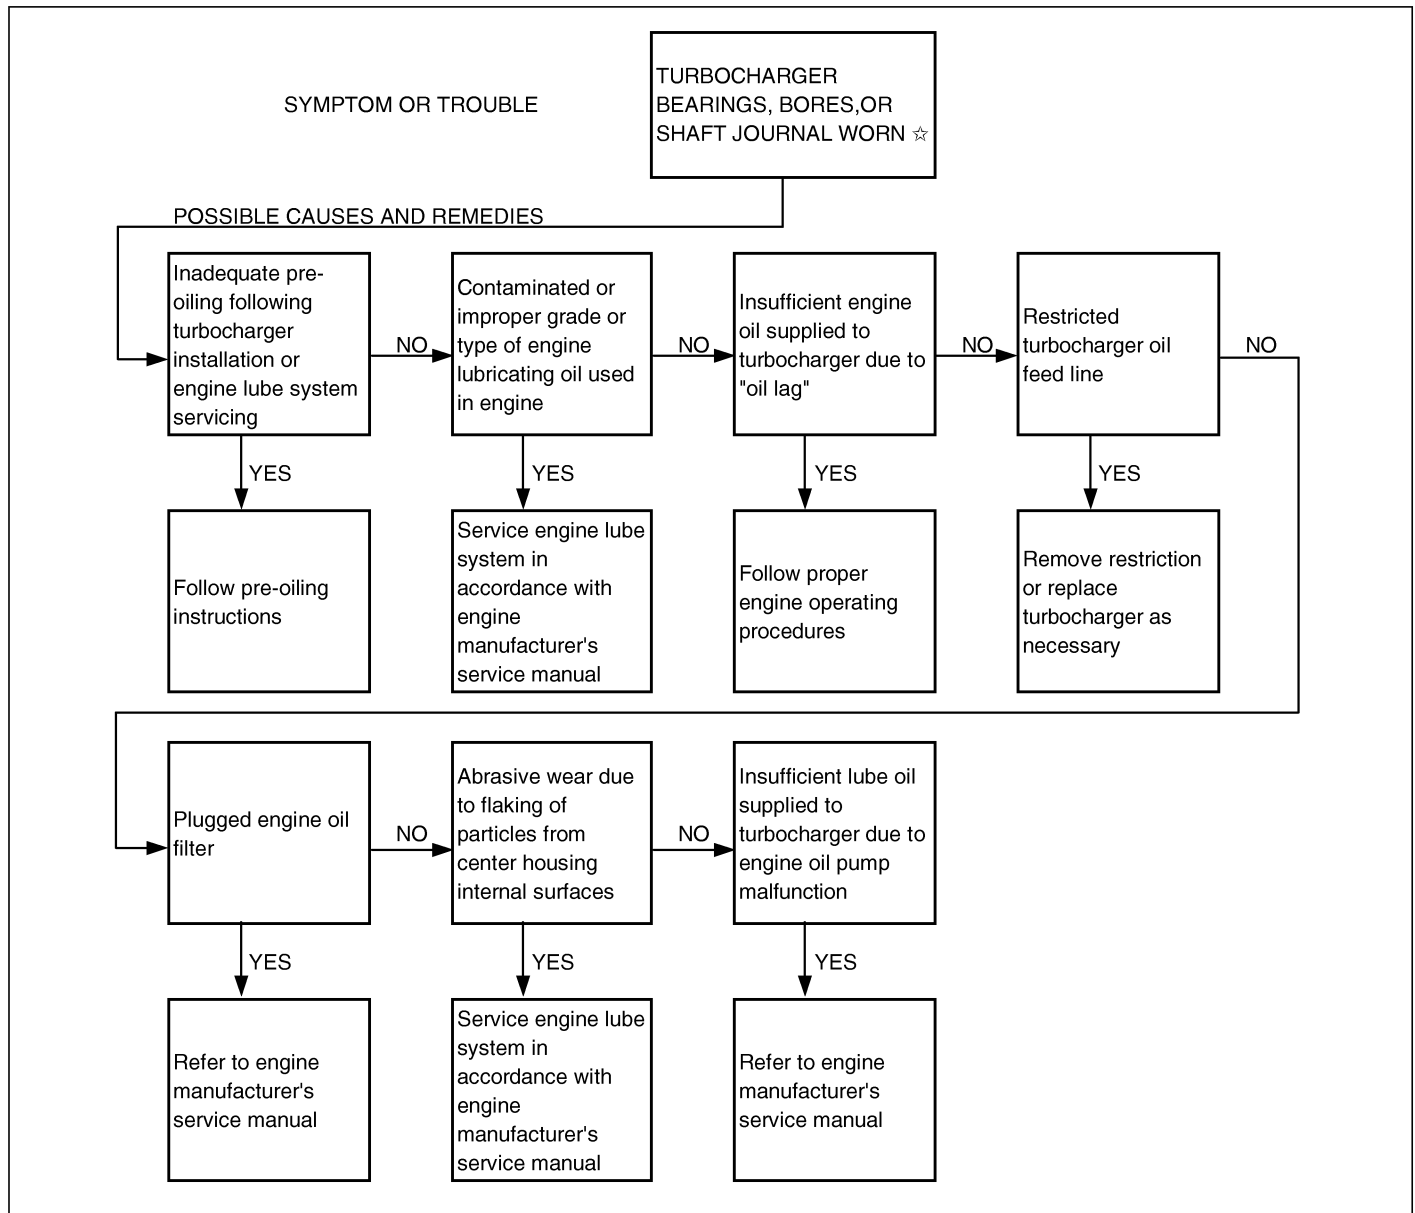 SYMPTOM OR TROUBLE
TURBOCHARGER
BEARINGS, BORES,OR
SHAFT JOURNAL WORN ☆
POSSIBLE CAUSES AND REMEDIES
Inadequate pre-
oiling following
turbocharger
installation or
engine lube system
servicing
NO
Contaminated or
improper grade or
type of engine
lubricating oil used
in engine
NO
Insufficient engine
oil supplied to
turbocharger due to
"oil lag"
NO
Restricted
turbocharger oil
feed line
NO
YES
YES
YES
YES
Follow pre-oiling
instructions
Service engine lube
system in
accordance with
engine
manufacturer's
service manual
Follow proper
engine operating
procedures
Remove restriction
or replace
turbocharger as
necessary
Plugged engine oil
filter
NO
Abrasive wear due
to flaking of
particles from
center housing
internal surfaces
NO
Insufficient lube oil
supplied to
turbocharger due to
engine oil pump
malfunction
YES
YES
YES
Refer to engine
manufacturer's
service manual
Service engine lube
system in
accordance with
engine
manufacturer's
service manual
Refer to engine
manufacturer's
service manual